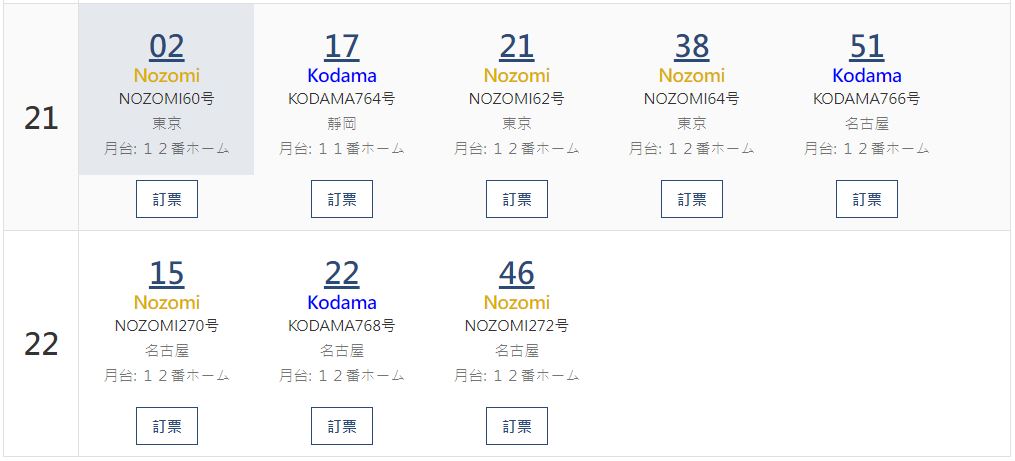 21
02
Nozomi
NOZOMI60号
東京
月台: １２番ホーム
訂票
17
Kodama
KODAMA764号
靜岡
月台: １１番ホーム
訂票
21
Nozomi
NOZOMI62号
東京
月台: １２番ホーム
訂票
38
Nozomi
NOZOMI64号
東京
月台: １２番ホーム
訂票
51
Kodama
KODAMA766号
名古屋
月台: １２番ホーム
訂票
22
15
Nozomi
NOZOMI270号
名古屋
月台: １２番ホーム
訂票
22
Kodama
KODAMA768号
名古屋
月台: １２番ホーム
訂票
46
Nozomi
NOZOMI272号
名古屋
月台: １２番ホーム
訂票